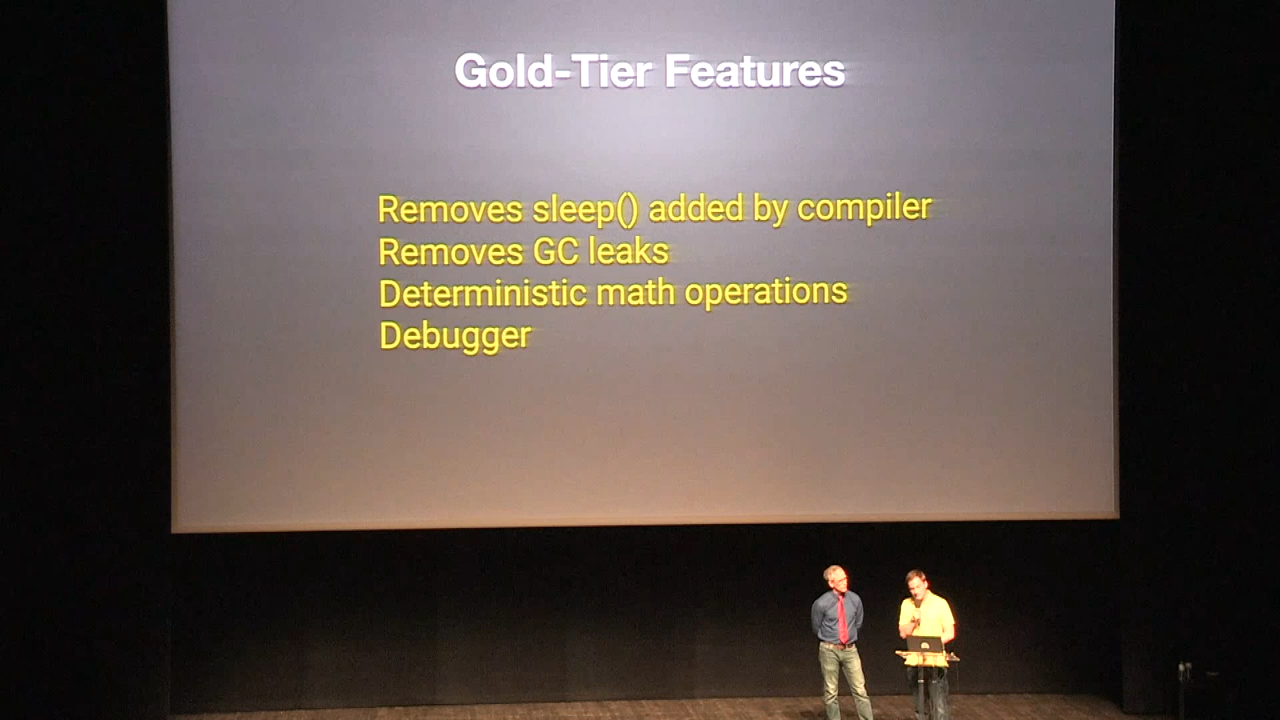 Gold-Tier Features
Removes sleep() added by compiler
Removes GC leaks
Deterministic math operations
Debugger